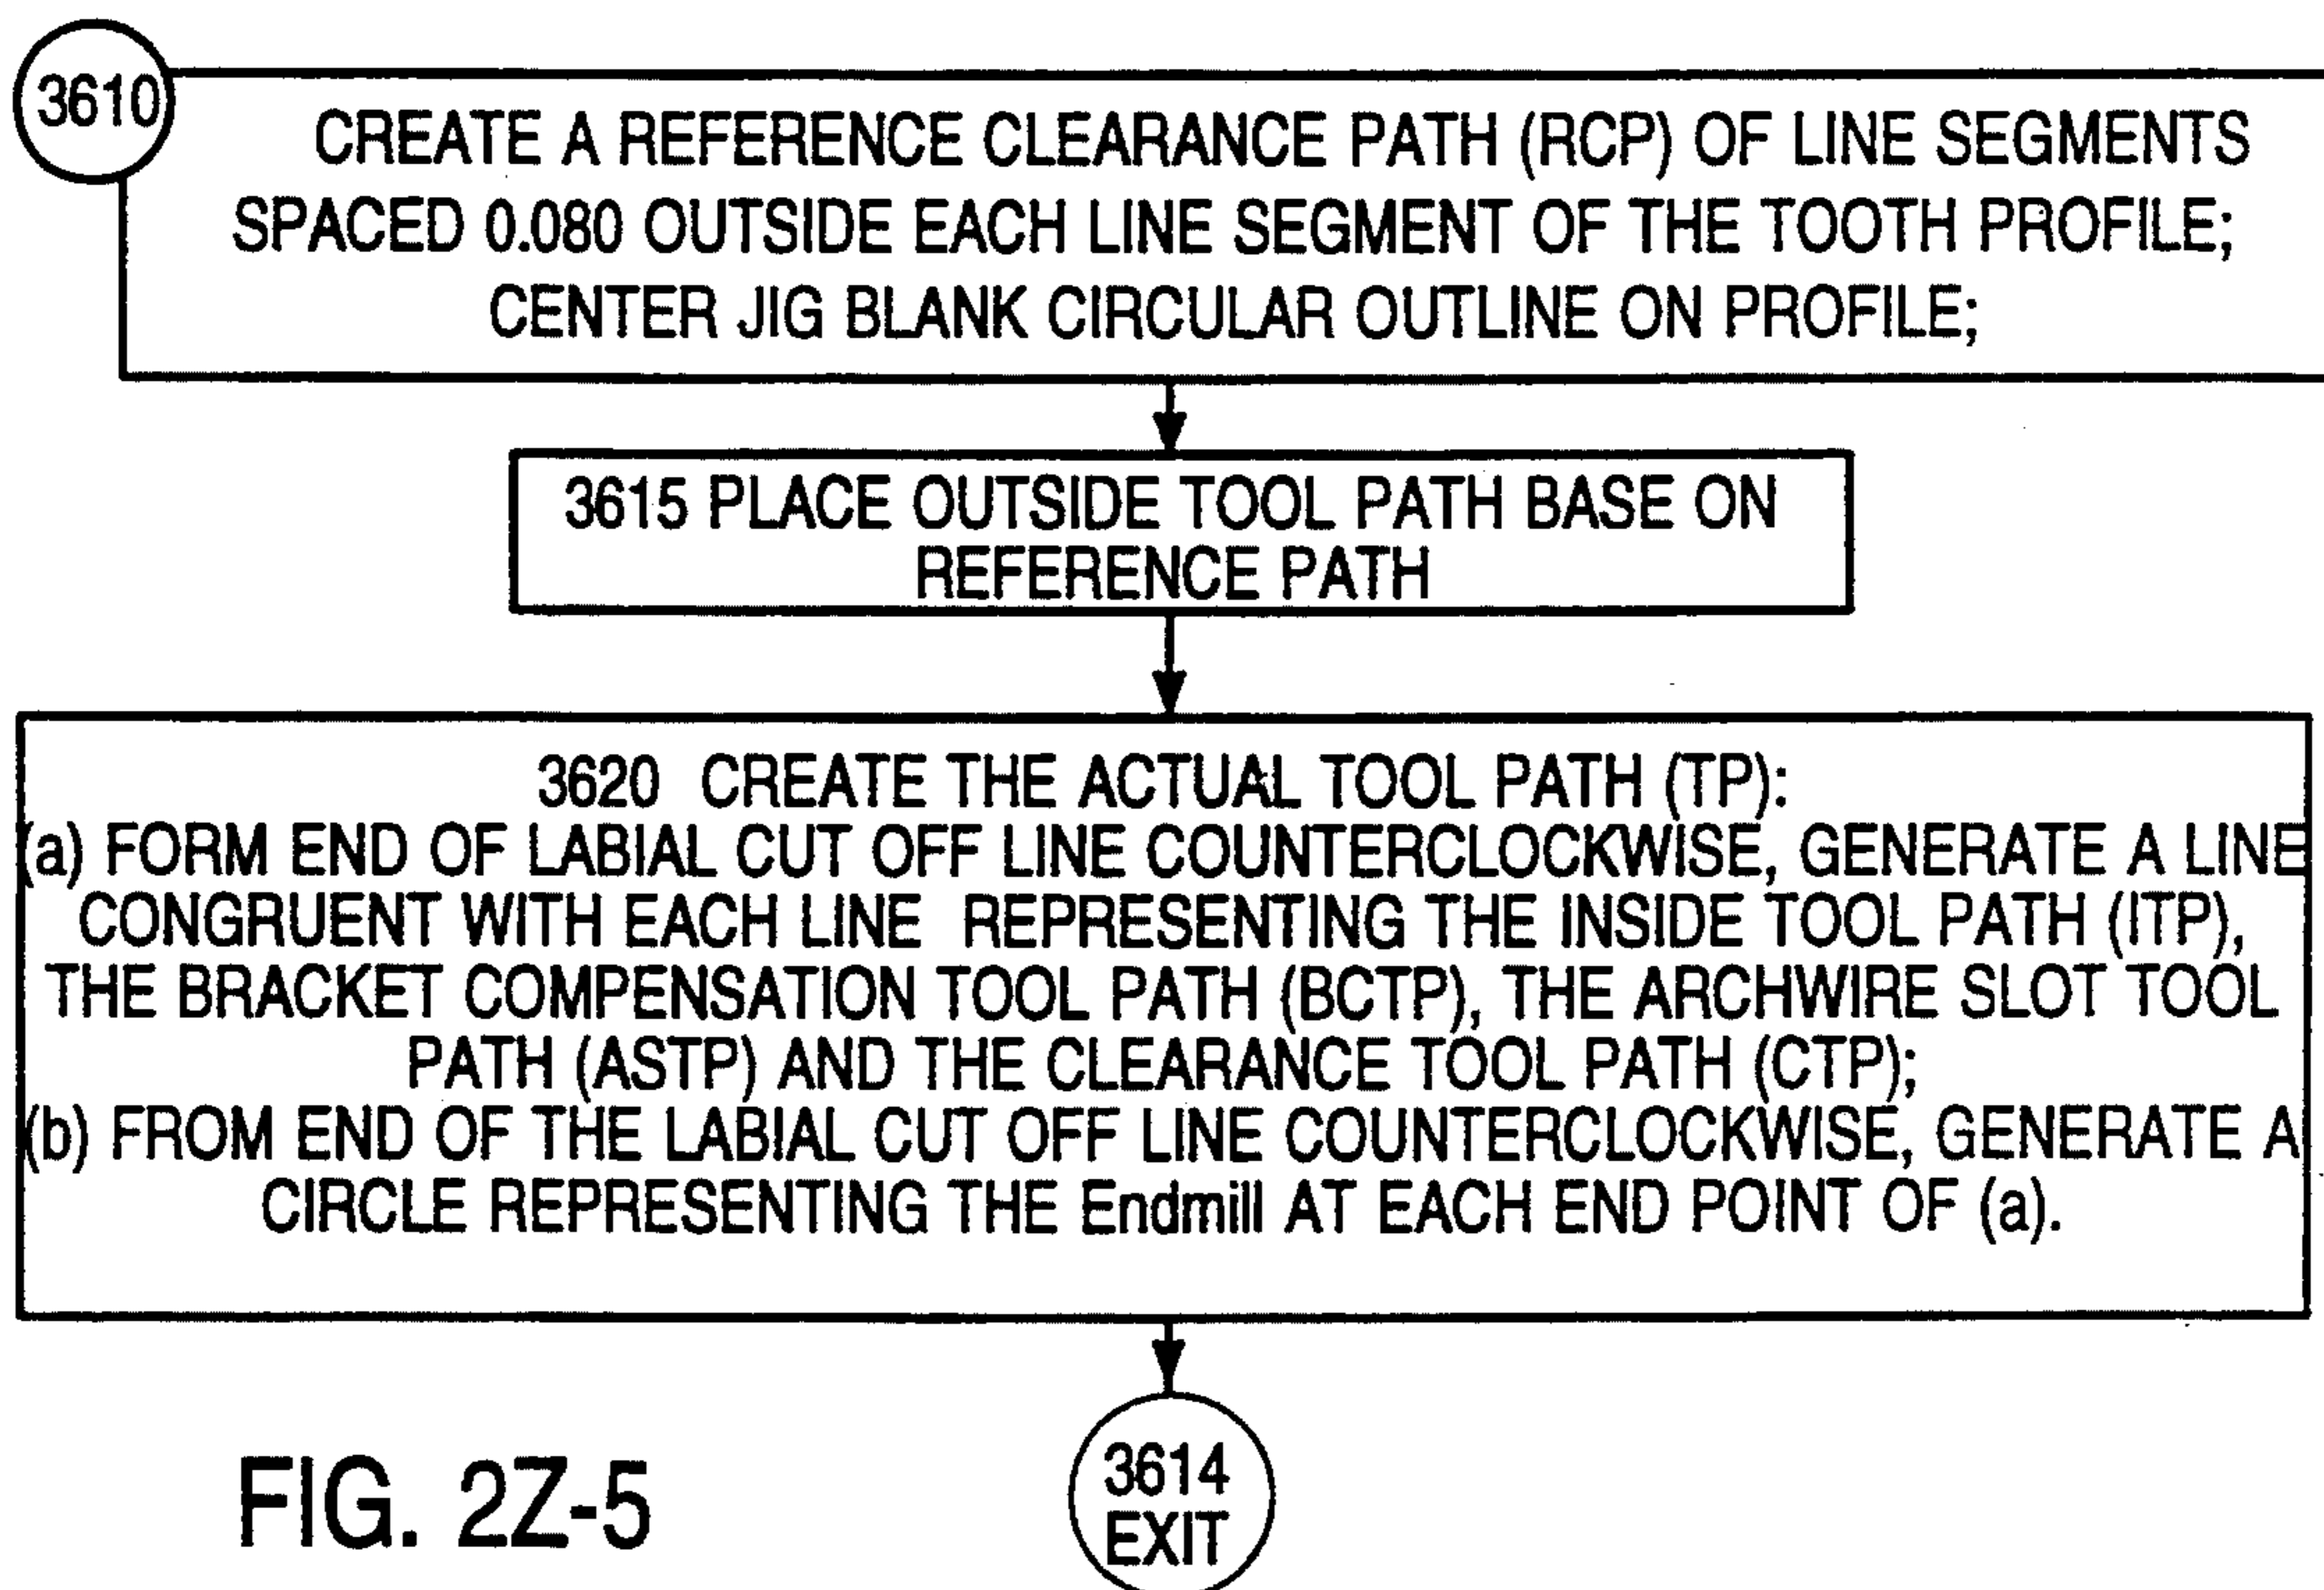 3610
CREATE A REFERENCE CLEARANCE PATH (RCP) OF LINE SEGMENTS
SPACED 0.080 OUTSIDE EACH LINE SEGMENT OF THE TOOTH PROFILE;
CENTER JIG BLANK CIRCULAR OUTLINE ON PROFILE;
3615 PLACE OUTSIDE TOOL PATH BASE ON
REFERENCE PATH
3620 CREATE THE ACTUAL TOOL PATH (TP):
(a) FORM END OF LABIAL CUT OFF LINE COUNTERCLOCKWISE, GENERATE A LINE
CONGRUENT WITH EACH LINE REPRESENTING THE INSIDE TOOL PATH (ITP),
THE BRACKET COMPENSATION TOOL PATH (BCTP), THE ARCHWIRE SLOT TOOL
PATH (ASTP) AND THE CLEARANCE TOOL PATH (CTP);
(b) FROM END OF THE LABIAL CUT OFF LINE COUNTERCLOCKWISE, GENERATE A
CIRCLE REPRESENTING THE Endmill AT EACH END POINT OF (a).
3614
EXIT
FIG. 2Z-5